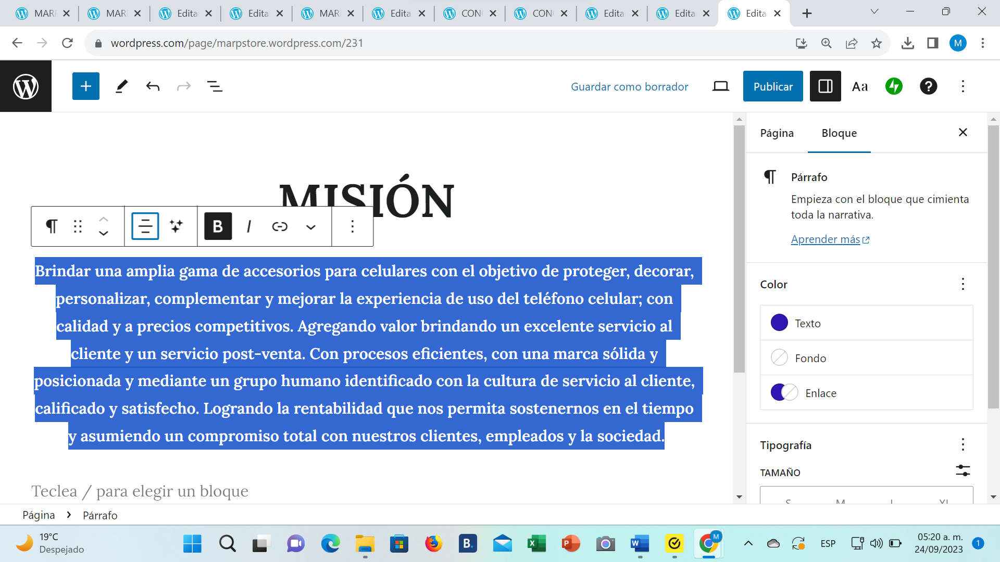 MAR
MAR
Edita
Edita
MAR
Edita
CON
CON
Edita
Edita
Edita
wordpress.com/page/marpstore.wordpress.com/231
M
Guardar como borrador
Publicar
Aa
Página
Bloque
MISIÓN
Párrafo
Empieza con el bloque que cimienta
toda la narrativa.
Aprender más
B I
Brindar una amplia gama de accesorios para celulares con el objetivo de proteger, decorar,
personalizar, complementar y mejorar la experiencia de uso del teléfono celular; con
calidad y a precios competitivos. Agregando valor brindando un excelente servicio al
cliente y un servicio post-venta. Con procesos eficientes, con una marca sólida y
posicionada y mediante un grupo humano identificado con la cultura de servicio al cliente,
calificado y satisfecho. Logrando la rentabilidad que nos permita sostenernos en el tiempo
y asumiendo un compromiso total con nuestros clientes, empleados y la sociedad.
Color
Texto
Fondo
Enlace
Tipografía
TAMAÑO
S M L XL
Teclea / para elegir un bloque
Página
Párrafo
19°C
Despejado
B.
M
ESP
05:20 a. m.
24/09/2023
1